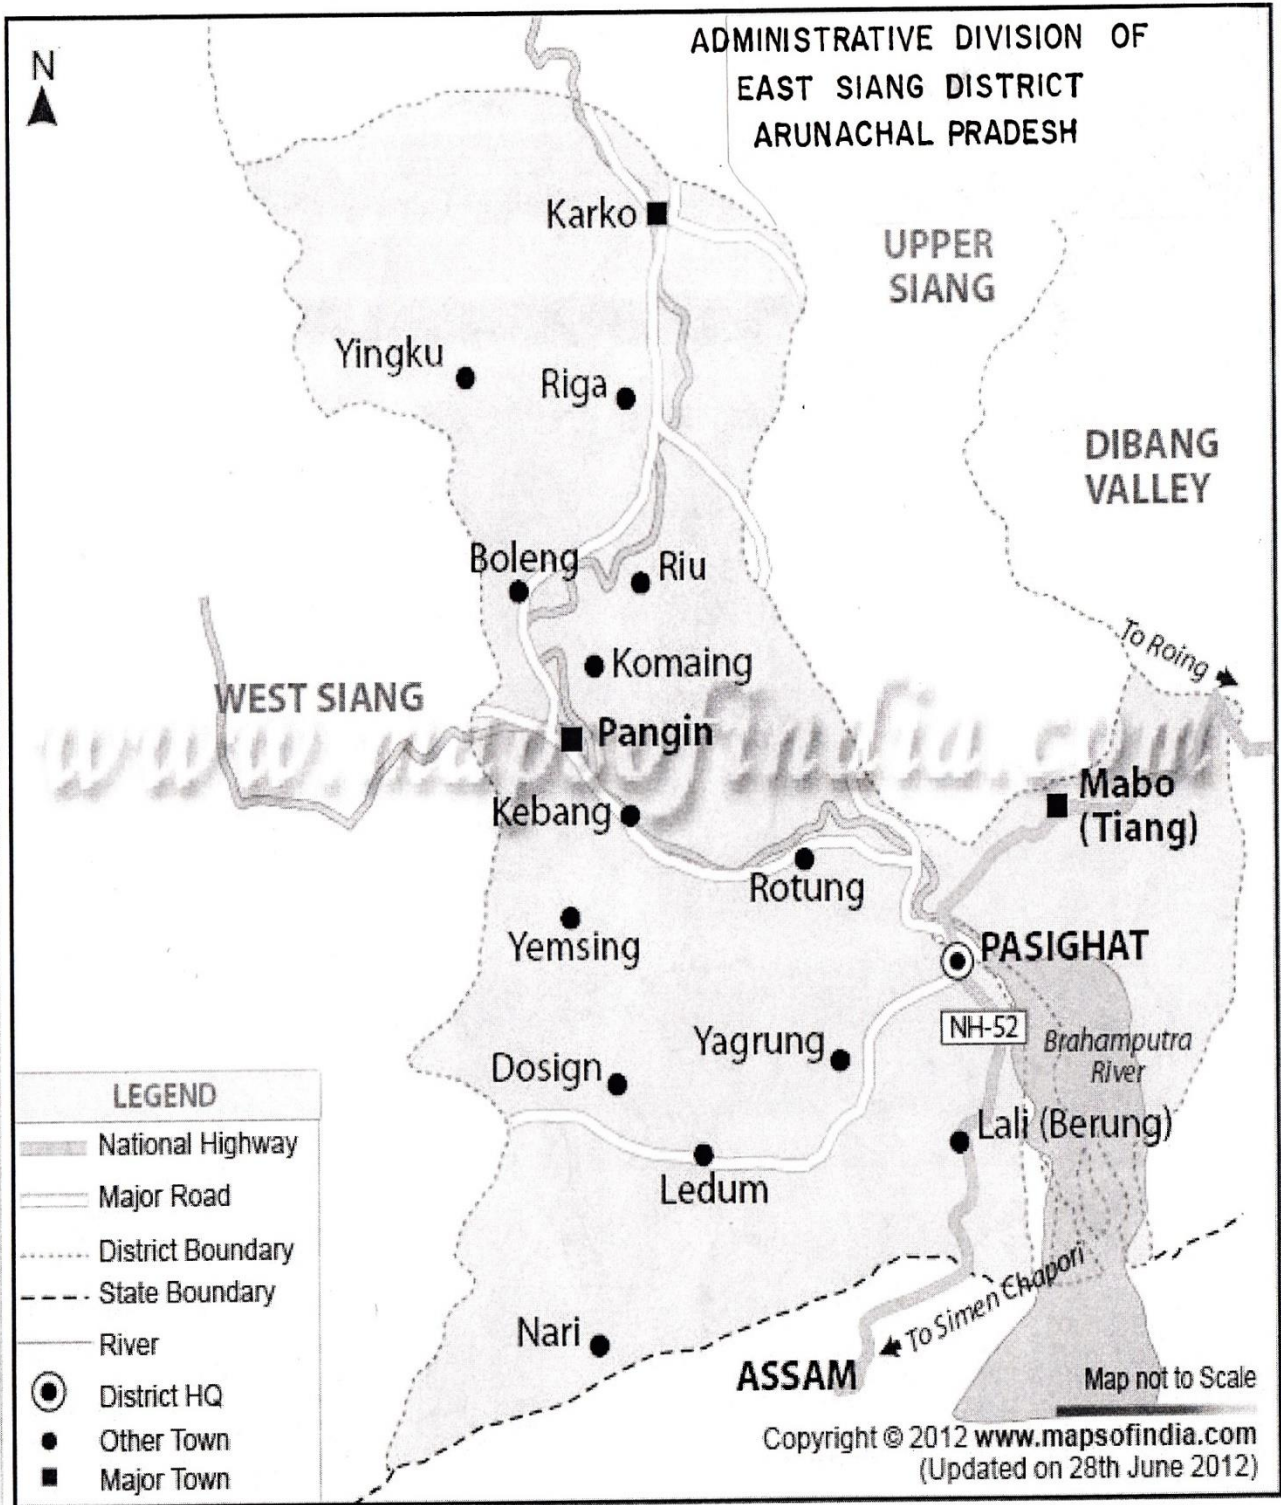 ADMINISTRATIVE DIVISION OF
EAST SIANG DISTRICT
ARUNACHAL PRADESH
N
Karko
UPPER
SIANG
Yingku
Riga
DIBANG
VALLEY
Boleng
Riu
To Roing
Komaing
WEST SIANG
www.mapsofindia.com
Pangin
Mabo
(Tiang)
Kebang
Rotung
Yemsing
PASIGHAT
NH-52
Yagrung
Brahamputra
River
Dosign
Lali (Berung)
Ledum
To Simen Chapori
Nari
ASSAM
LEGEND
National Highway
Major Road
District Boundary
State Boundary
River
District HQ
Other Town
Major Town
Map not to Scale
Copyright © 2012 www.mapsofindia.com
(Updated on 28th June 2012)